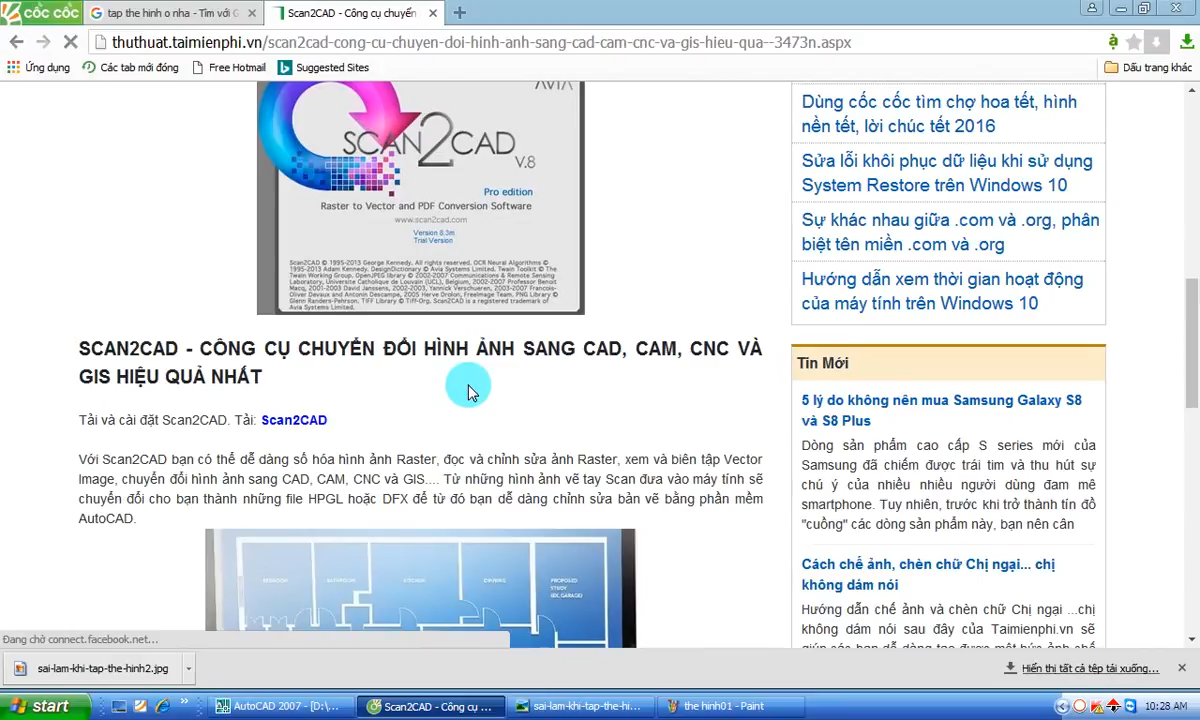 cốc cốc
tap the hinh o nha - Tìm với G
Scan2CAD - Công cụ chuyển
thuthuat.taimienphi.vn/scan2cad-cong-cu-chuyen-doi-hinh-anh-sang-cad-cam-cnc-va-gis-hieu-qua--3473n.aspx
Ứng dụng
Các tab mới đóng
Free Hotmail
Suggested Sites
Dấu trang khác
AVIA
SCAN2CAD
V.8
Pro edition
Raster to Vector and PDF Conversion Software
www.scan2cad.com
Version 8.3m
Trial Version
SCAN2CAD - CÔNG CỤ CHUYỂN ĐỔI HÌNH ẢNH SANG CAD, CAM, CNC VÀ
GIS HIỆU QUẢ NHẤT
Tải và cài đặt Scan2CAD. Tải: Scan2CAD
Với Scan2CAD bạn có thể dễ dàng số hóa hình ảnh Raster, đọc và chỉnh sửa ảnh Raster, xem và biên tập Vector
Image, chuyển đổi hình ảnh sang CAD, CAM, CNC và GIS.... Từ những hình ảnh vẽ tay Scan đưa vào máy tính sẽ
chuyển đổi cho bạn thành những file HPGL hoặc DFX để từ đó bạn dễ dàng chỉnh sửa bản vẽ bằng phần mềm
AutoCAD.
Dùng cốc cốc tìm chợ hoa tết, hình
nền tết, lời chúc tết 2016
Sửa lỗi khôi phục dữ liệu khi sử dụng
System Restore trên Windows 10
Sự khác nhau giữa .com và .org, phân
biệt tên miền .com và .org
Hướng dẫn xem thời gian hoạt động
của máy tính trên Windows 10
Tin Mới
5 lý do không nên mua Samsung Galaxy S8
và S8 Plus
Dòng sản phẩm cao cấp S series mới của
Samsung đã chiếm được trái tim và thu hút sự
chú ý của nhiều nhiều người dùng đam mê
smartphone. Tuy nhiên, trước khi trở thành tín đồ
"cuồng" các dòng sản phẩm này, bạn nên cân
Cách chế ảnh, chèn chữ Chị ngại... chị
không dám nói
Hướng dẫn chế ảnh và chèn chữ Chị ngại ...chị
không dám nói sau đây của Taimienphi.vn sẽ
Đang chờ connect.facebook.net...
sai-lam-khi-tap-the-hinh2.jpg
Hiển thị tất cả tệp tải xuống...
start
AutoCAD 2007 - [D:\...
Scan2CAD - Công cụ ...
sai-lam-khi-tap-the-hi...
the hinh01 - Paint
10:28 AM